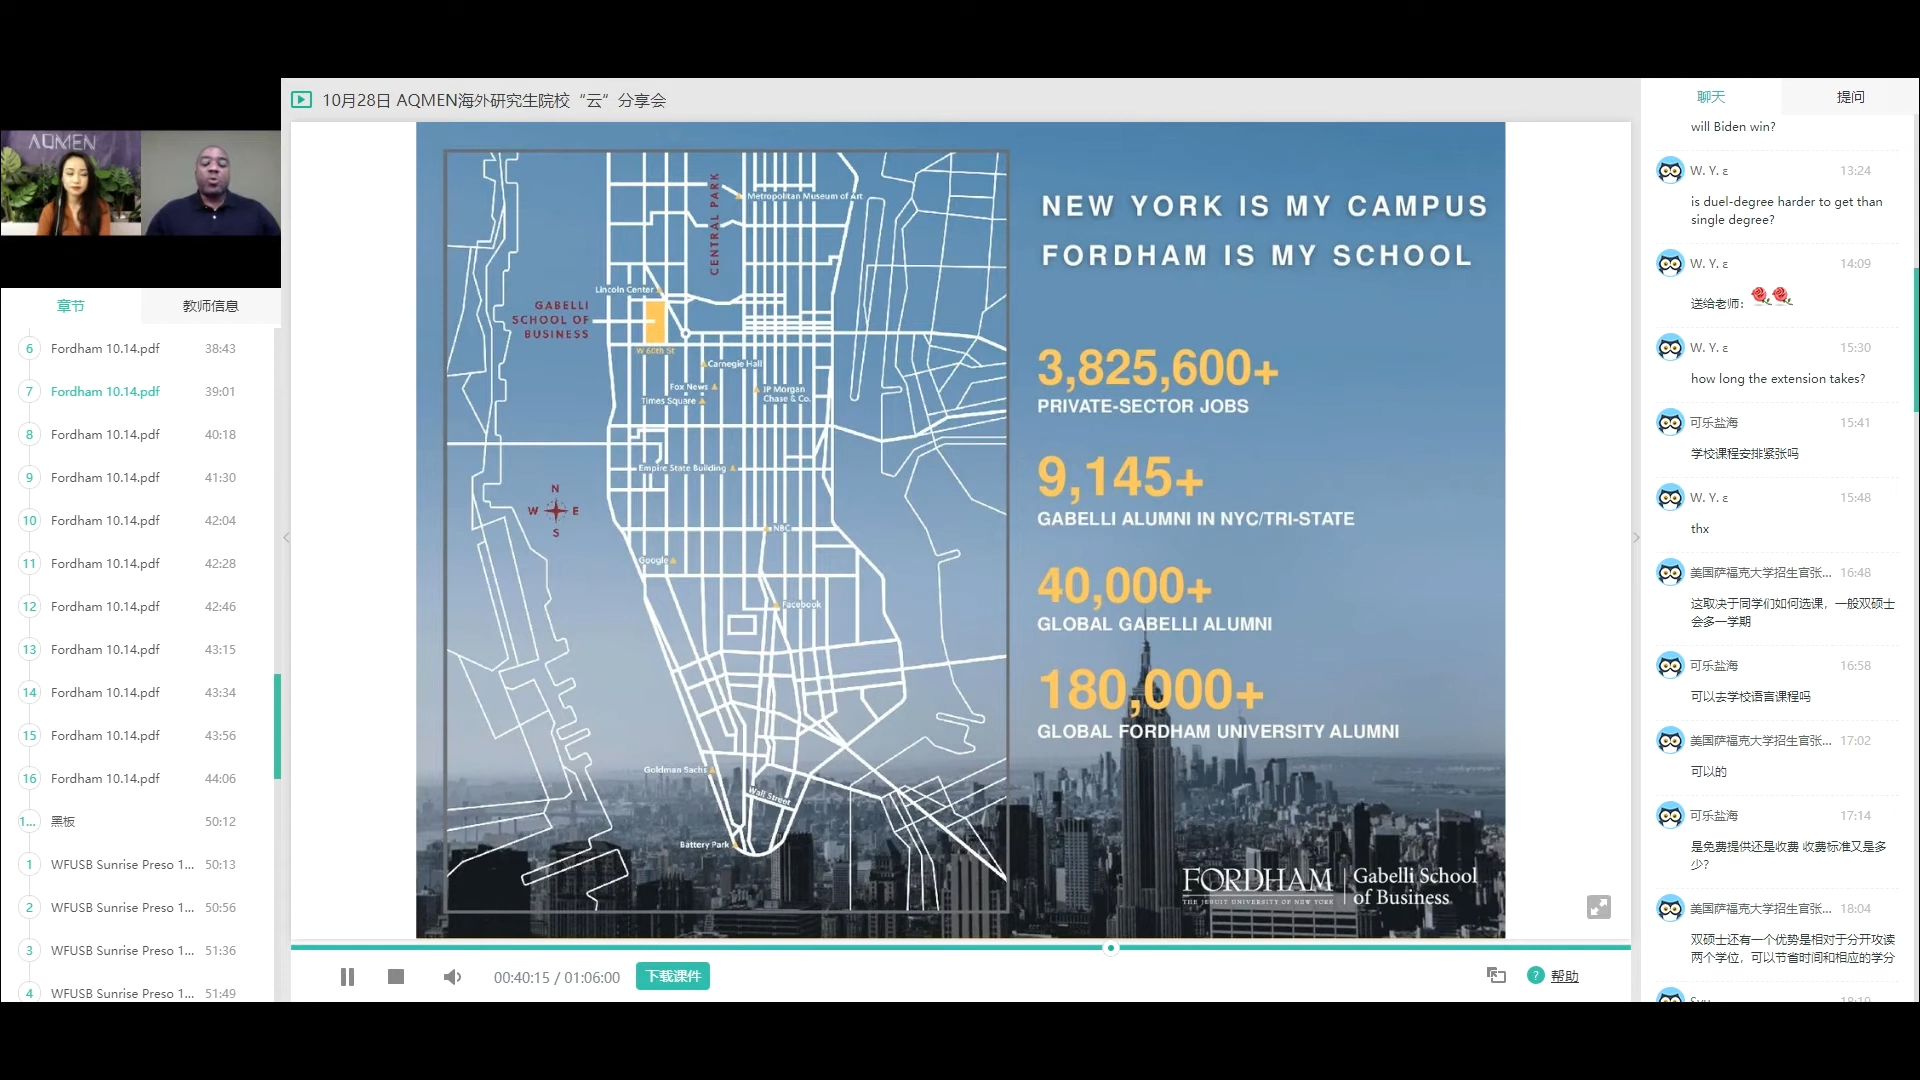 10月28日 AQMEN海外研究生院校“云”分享会
AQMEN
章节
教师信息
6 Fordham 10.14.pdf 38:43
7 Fordham 10.14.pdf 39:01
8 Fordham 10.14.pdf 40:18
9 Fordham 10.14.pdf 41:30
10 Fordham 10.14.pdf 42:04
11 Fordham 10.14.pdf 42:28
12 Fordham 10.14.pdf 42:46
13 Fordham 10.14.pdf 43:15
14 Fordham 10.14.pdf 43:34
15 Fordham 10.14.pdf 43:56
16 Fordham 10.14.pdf 44:06
1... 黑板 50:12
1 WFUSB Sunrise Preso 1... 50:13
2 WFUSB Sunrise Preso 1... 50:56
3 WFUSB Sunrise Preso 1... 51:36
4 WFUSB Sunrise Preso 1... 51:49
CENTRAL PARK
Metropolitan Museum of Art
Lincoln Center
GABELLI
SCHOOL OF
BUSINESS
W 60th St
Carnegie Hall
Fox News
JP Morgan
Chase & Co.
Times Square
Empire State Building
N
W E
S
NBC
Google
Facebook
Goldman Sachs
Wall Street
Battery Park
NEW YORK IS MY CAMPUS
FORDHAM IS MY SCHOOL
3,825,600+
PRIVATE-SECTOR JOBS
9,145+
GABELLI ALUMNI IN NYC/TRI-STATE
40,000+
GLOBAL GABELLI ALUMNI
180,000+
GLOBAL FORDHAM UNIVERSITY ALUMNI
FORDHAM
THE JESUIT UNIVERSITY OF NEW YORK
Gabelli School
of Business
00:40:15 / 01:06:00
下载课件
? 帮助
聊天
提问
will Biden win?
W. Y. ε 13:24
is duel-degree harder to get than
single degree?
W. Y. ε 14:09
送给老师:
W. Y. ε 15:30
how long the extension takes?
可乐盐海 15:41
学校课程安排紧张吗
W. Y. ε 15:48
thx
美国萨福克大学招生官张... 16:48
这取决于同学们如何选课，一般双硕士
会多一学期
可乐盐海 16:58
可以去学校语言课程吗
美国萨福克大学招生官张... 17:02
可以的
可乐盐海 17:14
是免费提供还是收费 收费标准又是多
少?
美国萨福克大学招生官张... 18:04
双硕士还有一个优势是相对于分开攻读
两个学位，可以节省时间和相应的学分